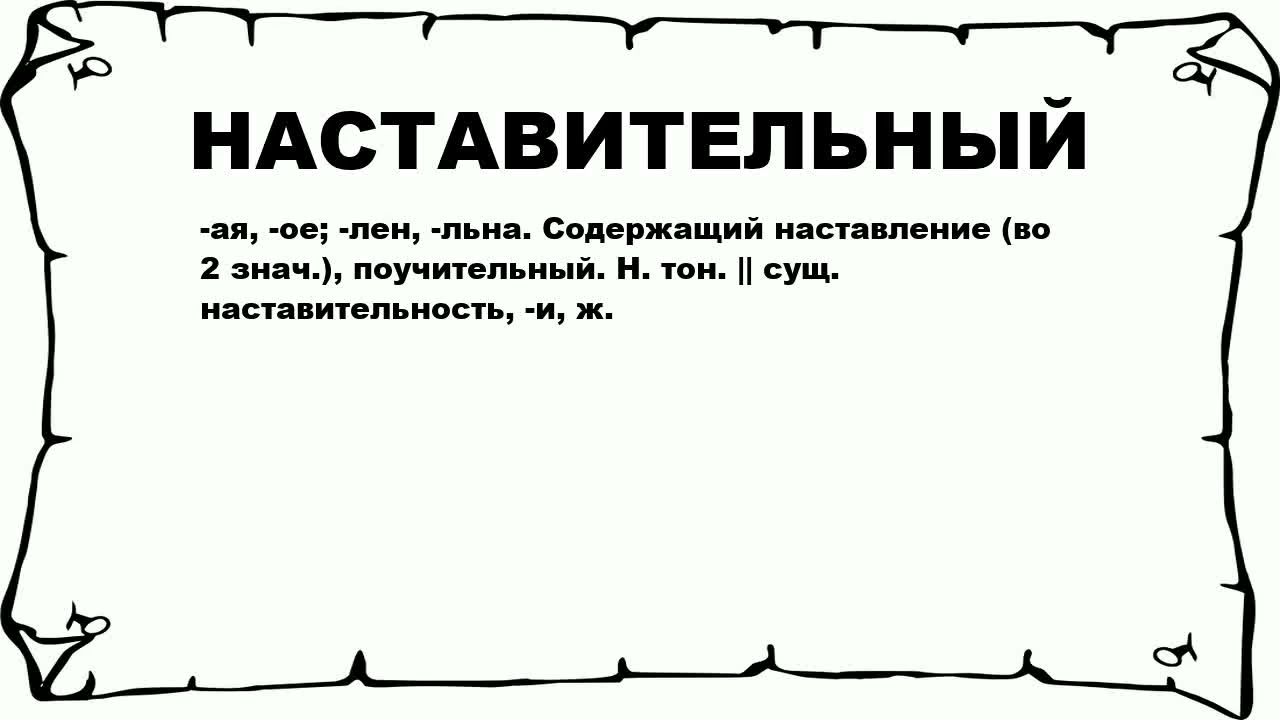 НАСТАВИТЕЛЬНЫЙ
-ая, -ое; -лен, -льна. Содержащий наставление (во
2 знач.), поучительный. Н. тон. || сущ.
наставительность, -и, ж.